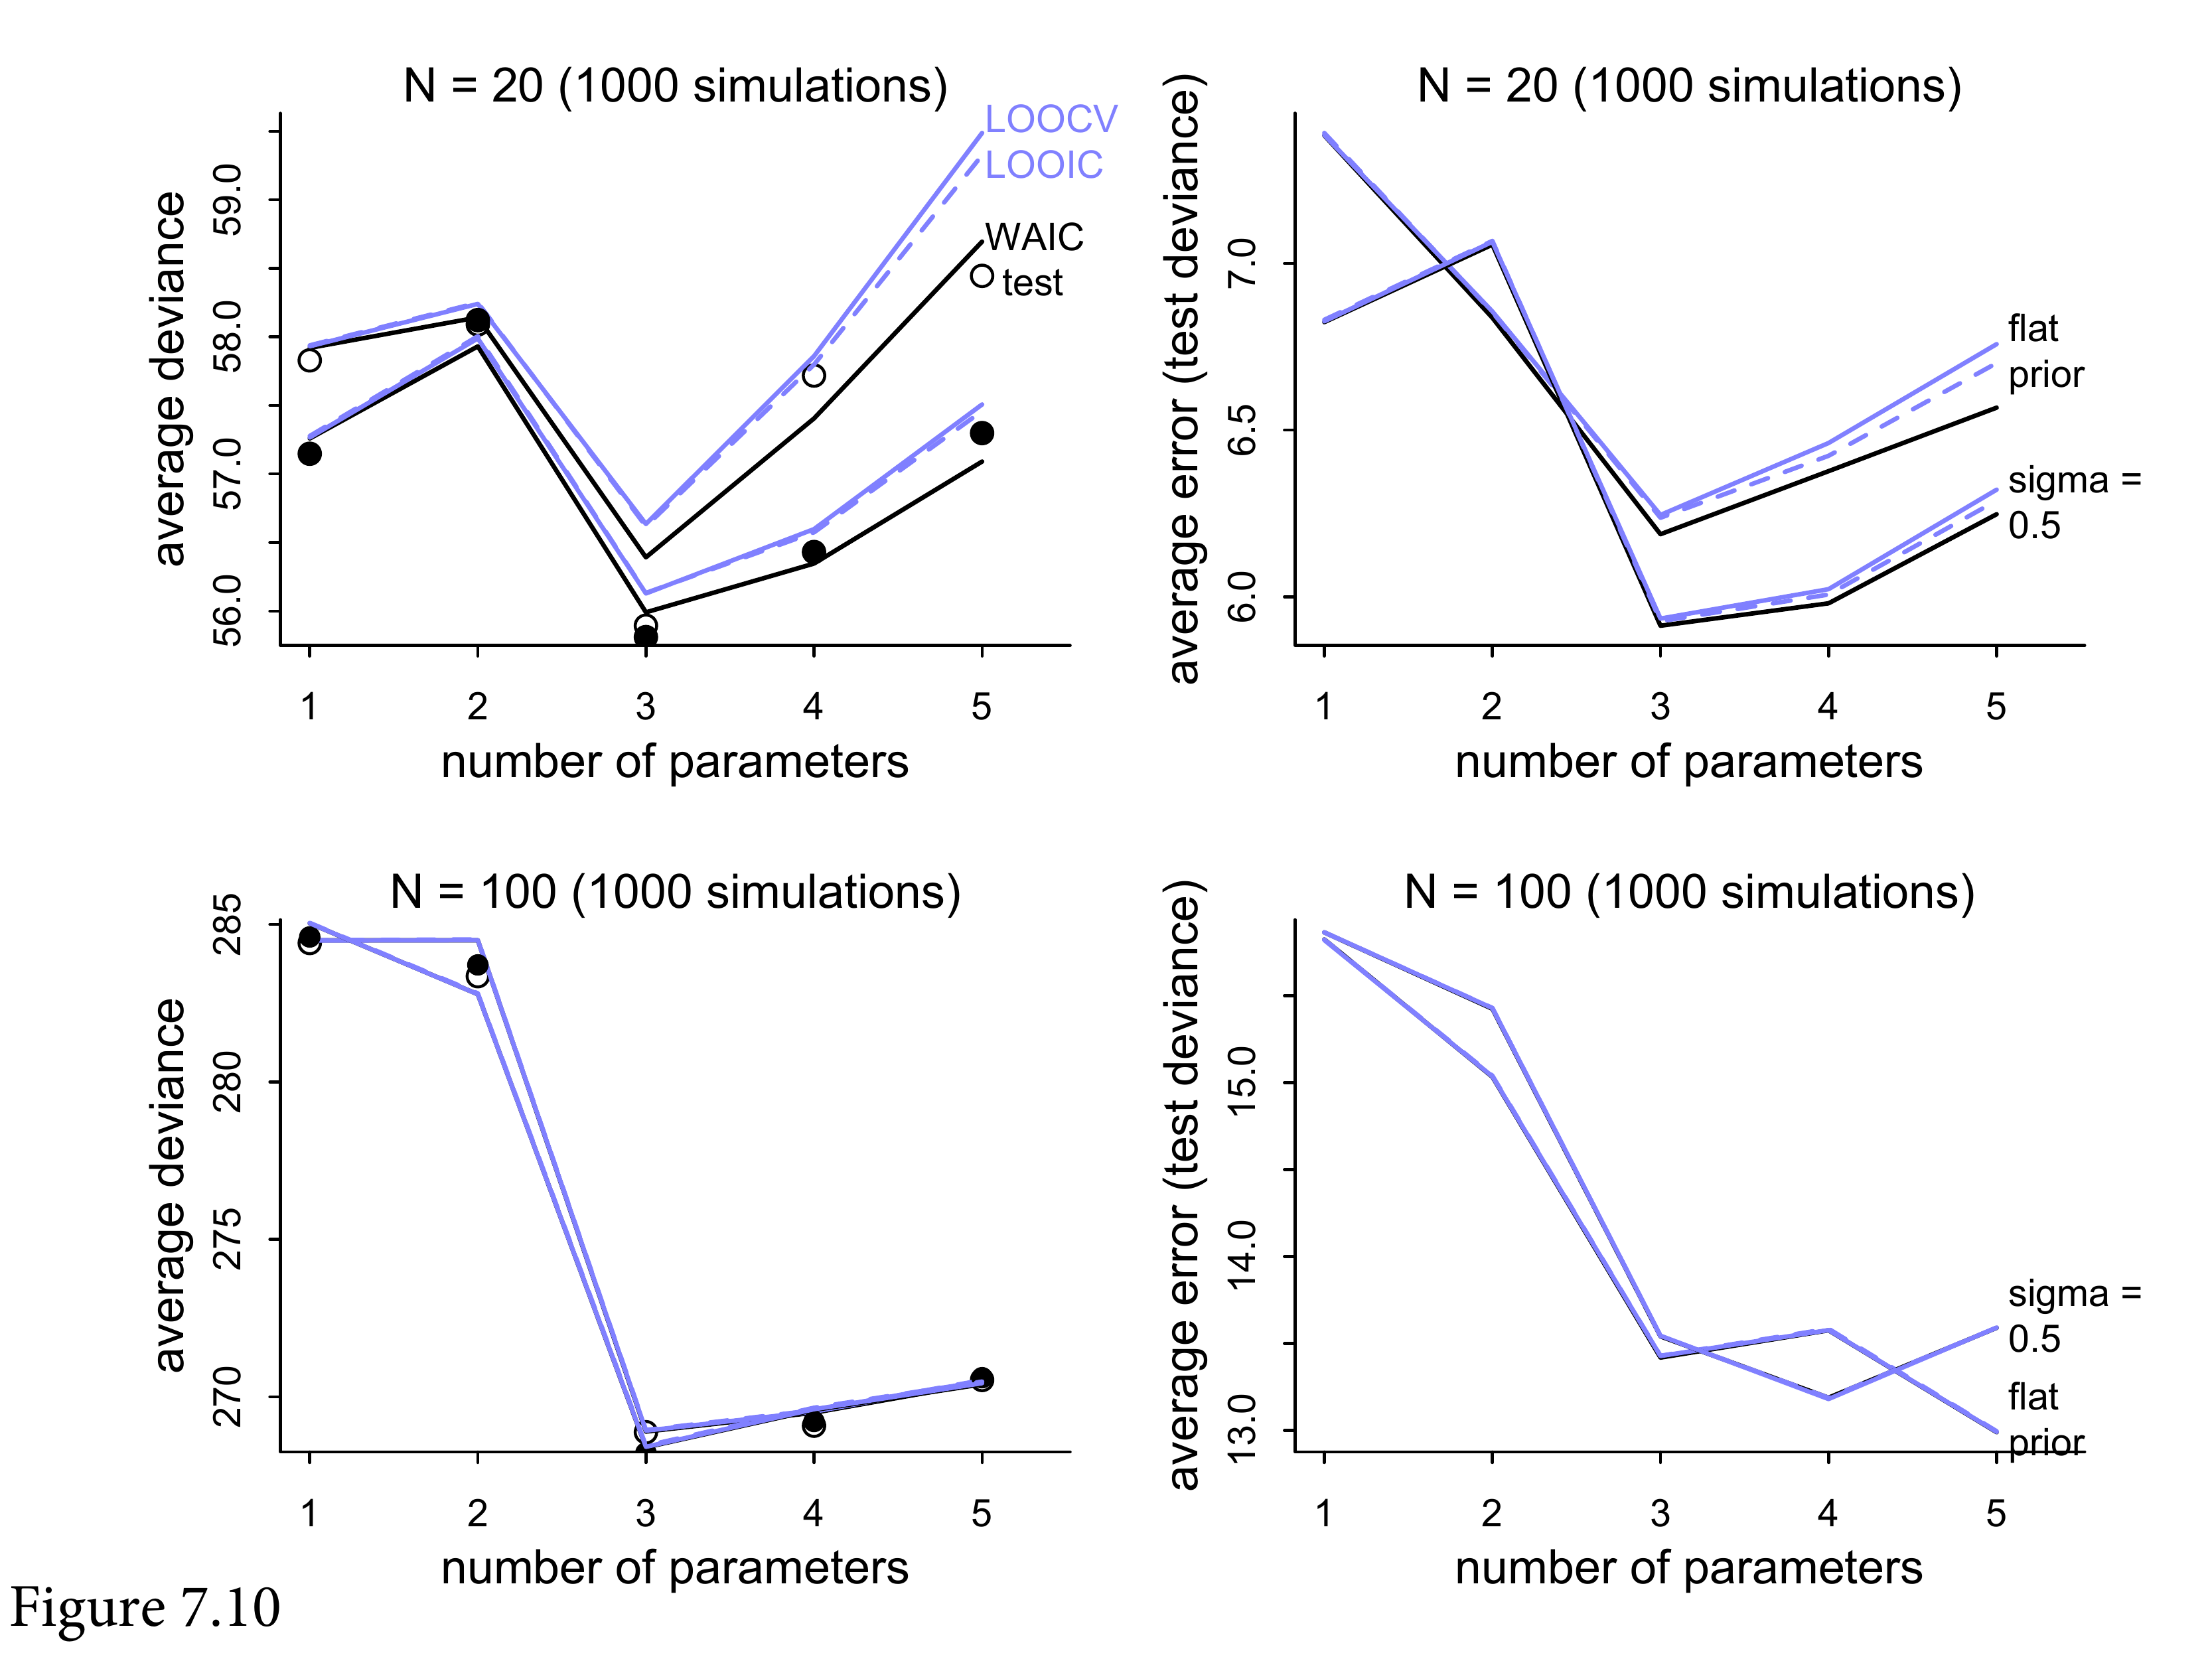 N = 20 (1000 simulations)
average deviance
59.0
58.0
57.0
56.0
LOOCV
LOOIC
WAIC
test
1 2 3 4 5
number of parameters
N = 20 (1000 simulations)
average error (test deviance)
7.0
6.5
6.0
flat
prior
sigma =
0.5
1 2 3 4 5
number of parameters
N = 100 (1000 simulations)
average deviance
285
280
275
270
1 2 3 4 5
number of parameters
N = 100 (1000 simulations)
average error (test deviance)
15.0
14.0
13.0
sigma =
0.5
flat
prior
1 2 3 4 5
number of parameters
Figure 7.10